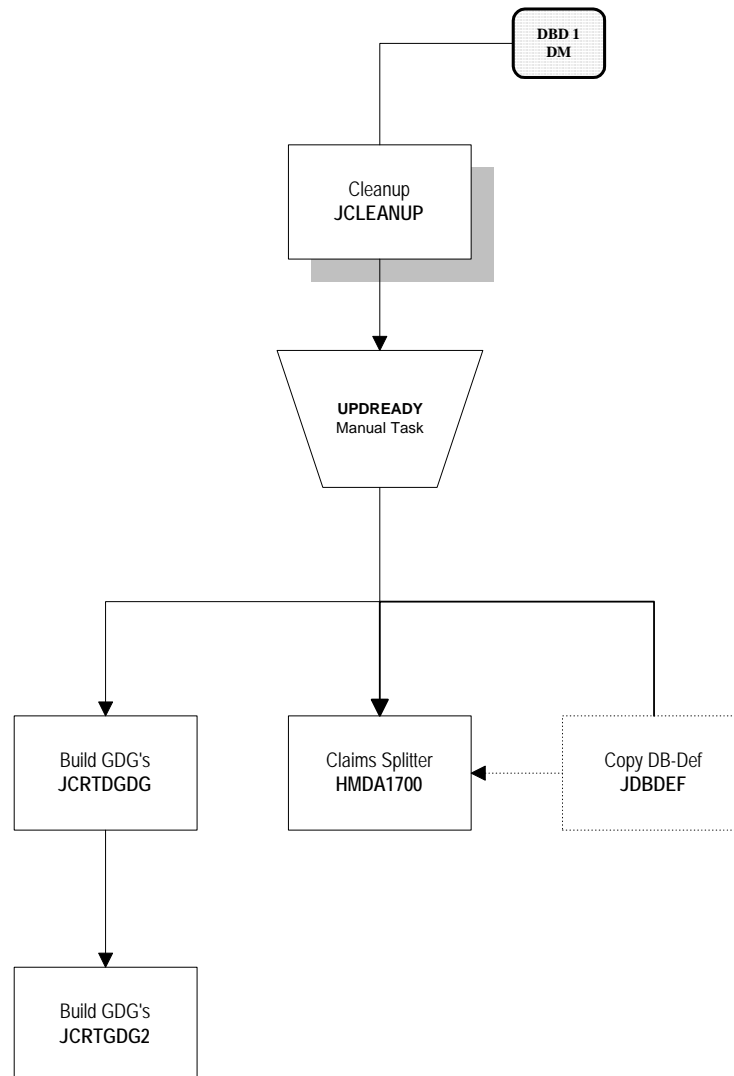 DBD 1
DM
Cleanup
JCLEANUP
UPDREADY
Manual Task
Build GDG's
JCRTDGDG
Claims Splitter
HMDA1700
Copy DB-Def
JDBDEF
Build GDG's
JCRTGDG2